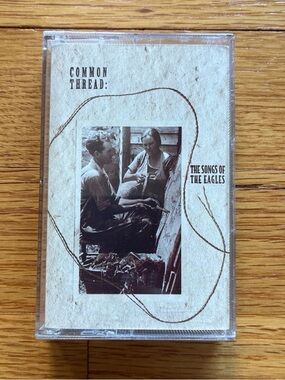 COMMON
THREAD:
THE SONGS OF
THE EAGLES